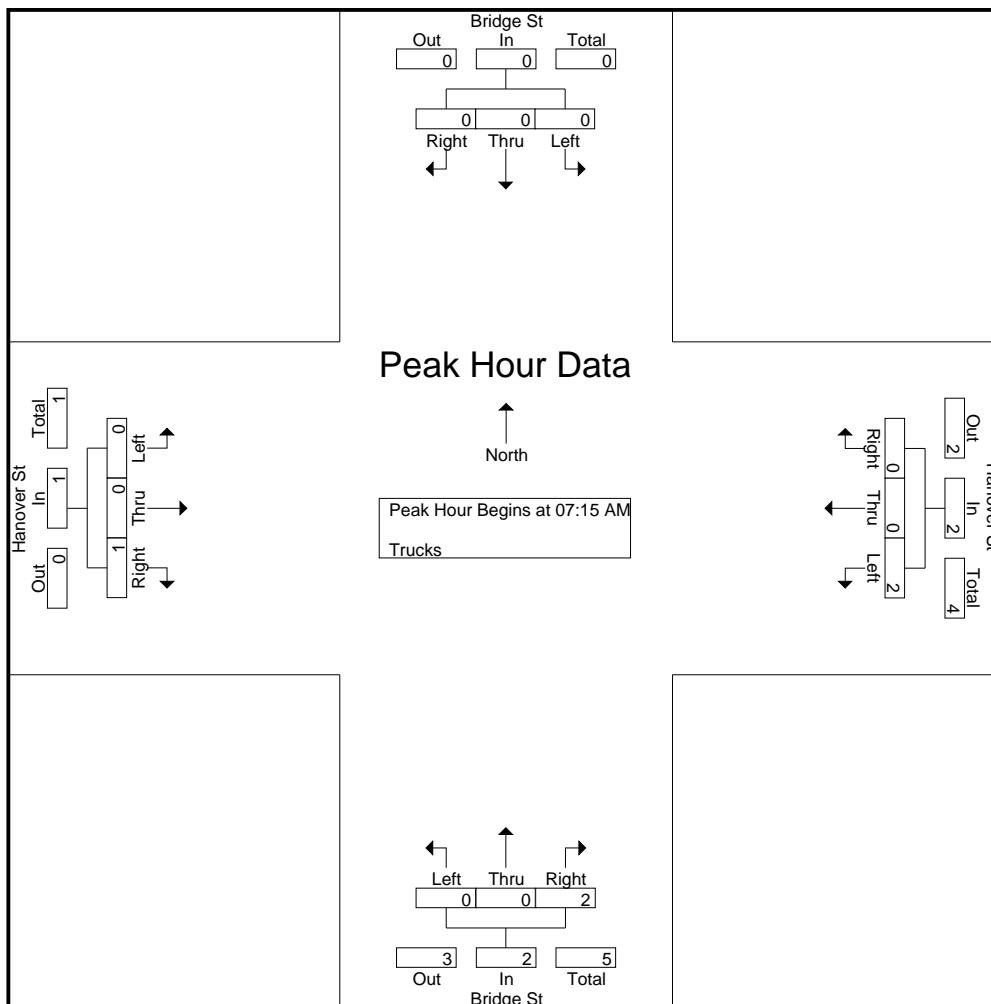 Bridge St
Out In Total
0 0 0
0 0 0
Right Thru Left
Peak Hour Data
North
Peak Hour Begins at 07:15 AM
Trucks
Hanover St
Out In Total
0 1 1
Left Thru Right
0 0 1
Right Thru Left
0 0 2
Out In Total
2 2 4
Hanover St
Left Thru Right
0 0 2
3 2 5
Out In Total
Bridge St